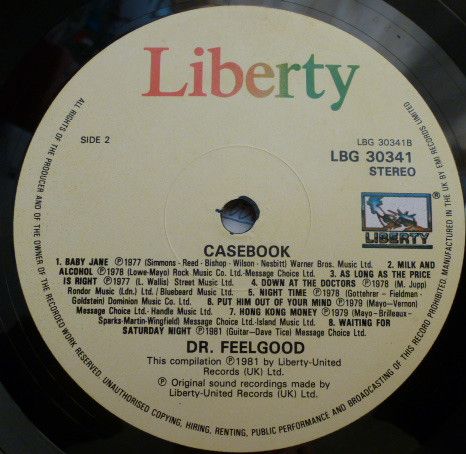 Liberty
SIDE 2
LBG 30341B
LBG 30341
STEREO
LIBERTY
CASEBOOK
1. BABY JANE ℗1977 (Simmons - Reed - Bishop - Wilson - Nesbitt) Warner Bros. Music Ltd. 2. MILK AND
ALCOHOL ℗1978 (Lowe-Mayo) Rock Music Co. Ltd.-Message Choice Ltd. 3. AS LONG AS THE PRICE
IS RIGHT ℗1977 (L. Wallis) Street Music Ltd. 4. DOWN AT THE DOCTORS ℗1978 (M. Jupp)
Rondor Music (Ldn.) Ltd./ Bluebeard Music Ltd. 5. NIGHT TIME ℗1978 (Gottehrer - Fieldman -
Goldstein) Dominion Music Co. Ltd. 6. PUT HIM OUT OF YOUR MIND ℗1979 (Mayo-Vernon)
Message Choice Ltd.- Handle Music Ltd. 7. HONG KONG MONEY ℗1979 (Mayo-Brilleaux-
Sparks-Martin-Wingfield) Message Choice Ltd.-Island Music Ltd. 8. WAITING FOR
SATURDAY NIGHT ℗1981 (Guitar-Dave Tice) Message Choice Ltd.
DR. FEELGOOD
This compilation ℗1981 by Liberty-United
Records (UK) Ltd.
℗ Original sound recordings made by
Liberty-United Records (UK) Ltd.
ALL RIGHTS OF THE PRODUCER AND OF THE OWNER OF THE RECORDED WORK RESERVED. UNAUTHORISED COPYING, HIRING, RENTING, PUBLIC PERFORMANCE AND BROADCASTING OF THIS RECORD PROHIBITED
MANUFACTURED IN THE UK BY EMI RECORDS LIMITED